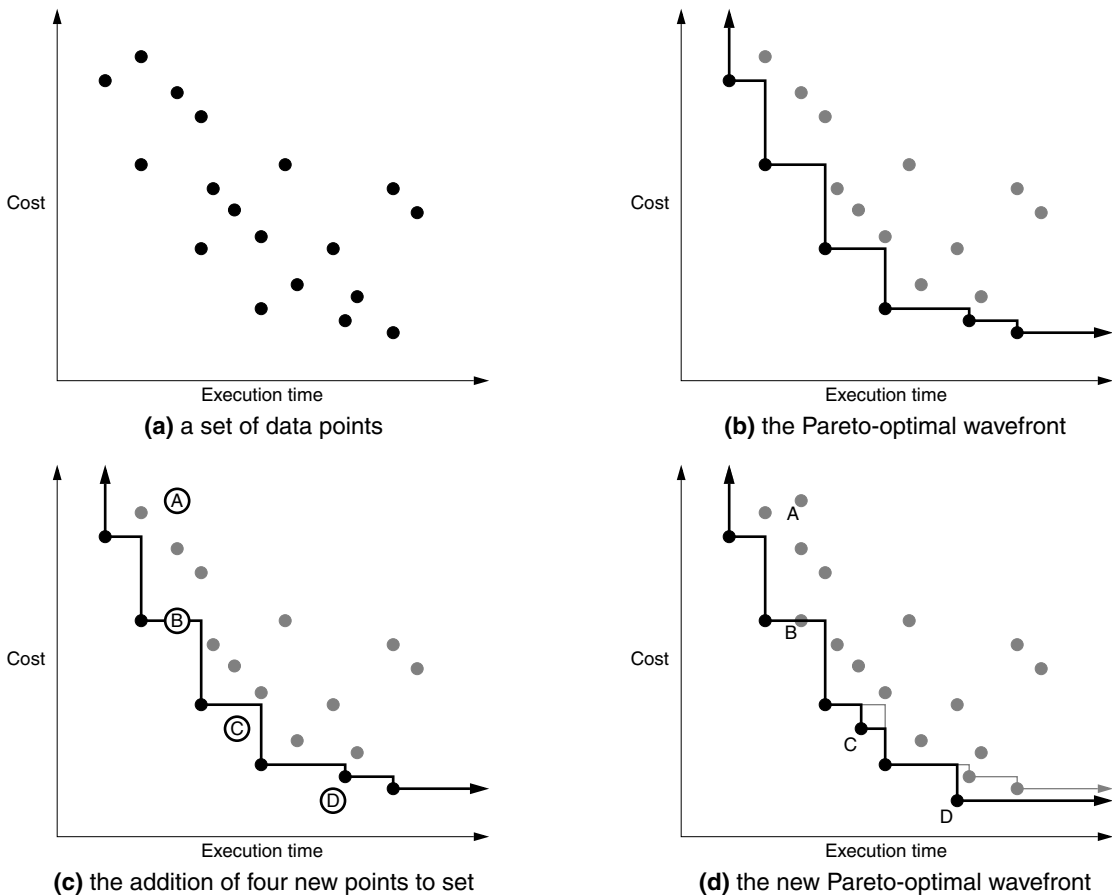 Cost
Execution time
(a) a set of data points
Cost
Execution time
(b) the Pareto-optimal wavefront
A
B
C
D
Cost
Execution time
(c) the addition of four new points to set
A
B
C
D
Cost
Execution time
(d) the new Pareto-optimal wavefront